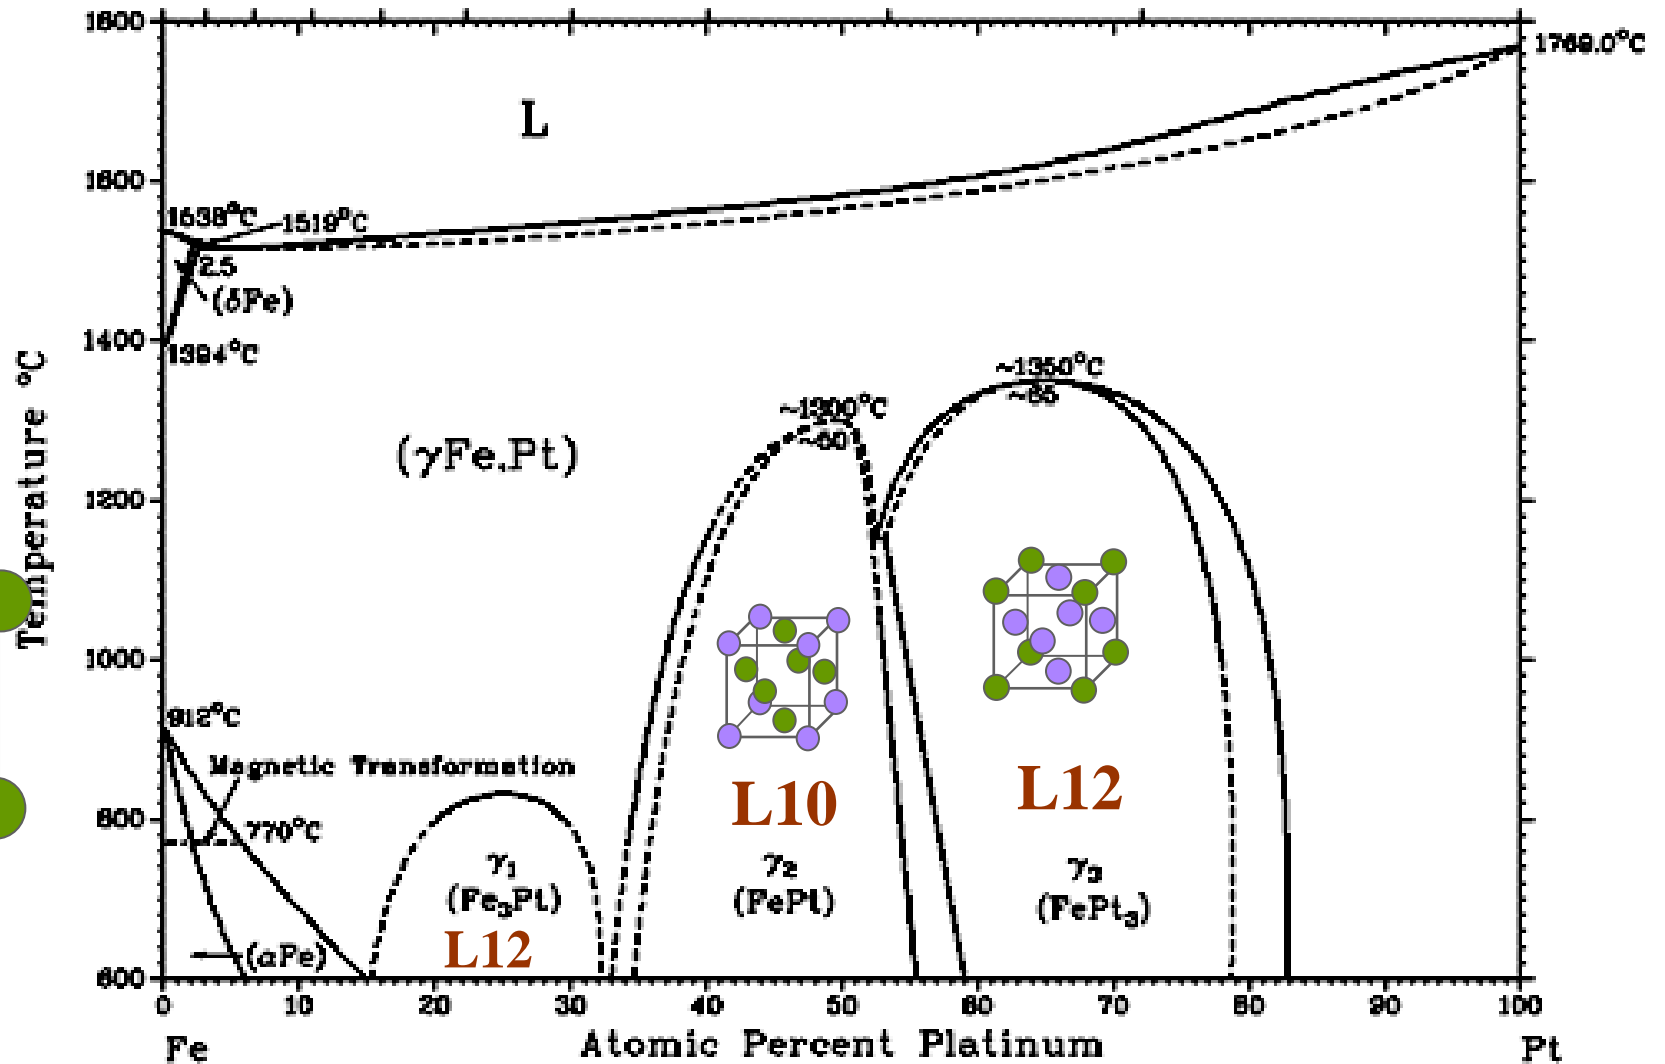 1800
1769.0°C
L
1600
1538°C
1519°C
2.5
(δFe)
1400
1394°C
~1350°C
~65
~1300°C
~50
(γFe,Pt)
1200
Temperature °C
1000
912°C
Magnetic Transformation
L10
L12
800
770°C
γ1
(Fe3Pt)
γ2
(FePt)
γ3
(FePt3)
L12
(αFe)
600
0 10 20 30 40 50 60 70 80 90 100
Fe
Atomic Percent Platinum
Pt